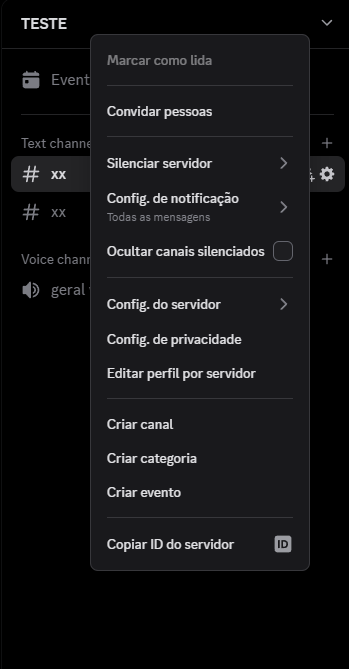 TESTE
Marcar como lida
Event
Convidar pessoas
Text channe
Silenciar servidor
xx
Config. de notificação
Todas as mensagens
xx
Ocultar canais silenciados
Voice chann
geral
Config. do servidor
Config. de privacidade
Editar perfil por servidor
Criar canal
Criar categoria
Criar evento
Copiar ID do servidor
ID